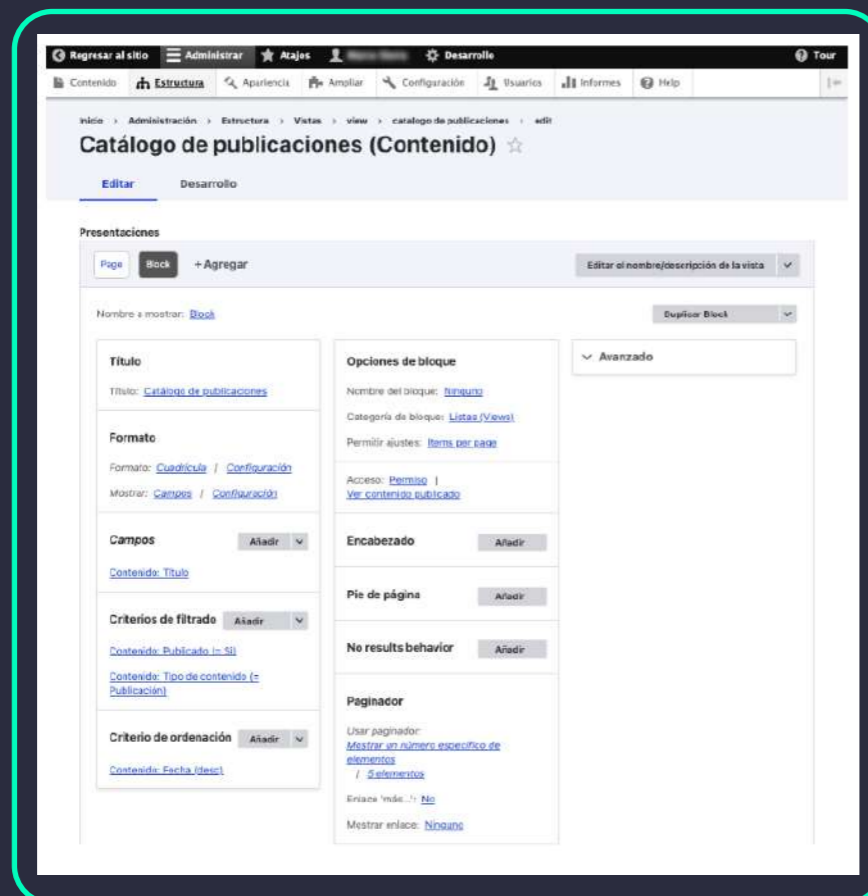 Regresar al sitio Administrar Atajos Desarrollo Tour
Contenido Estructura Apariencia Ampliar Configuración Usuarios Informes Help
Inicio > Administración > Estructura > Vistas > view > catalogo de publicaciones > edit
Catálogo de publicaciones (Contenido)
Editar Desarrollo
Presentaciones
Page Block + Agregar Editar el nombre/descripción de la vista
Nombre a mostrar: Block Duplicar Block
Título
Título: Catálogo de publicaciones
Formato
Formato: Cuadrícula | Configuración
Mostrar: Campos | Configuración
Campos Añadir
Contenido: Título
Criterios de filtrado Añadir
Contenido: Publicado (= Sí)
Contenido: Tipo de contenido (=
Publicación)
Criterio de ordenación Añadir
Contenido: Fecha (desc)
Opciones de bloque
Nombre del bloque: Ninguno
Categoría de bloque: Listas (Views)
Permitir ajustes: Items per page
Acceso: Permiso |
Ver contenido publicado
Encabezado Añadir
Pie de página Añadir
No results behavior Añadir
Paginador
Usar paginador:
Mostrar un número específico de
elementos
| 5 elementos
Enlace 'más...': No
Mostrar enlace: Ninguno
Avanzado